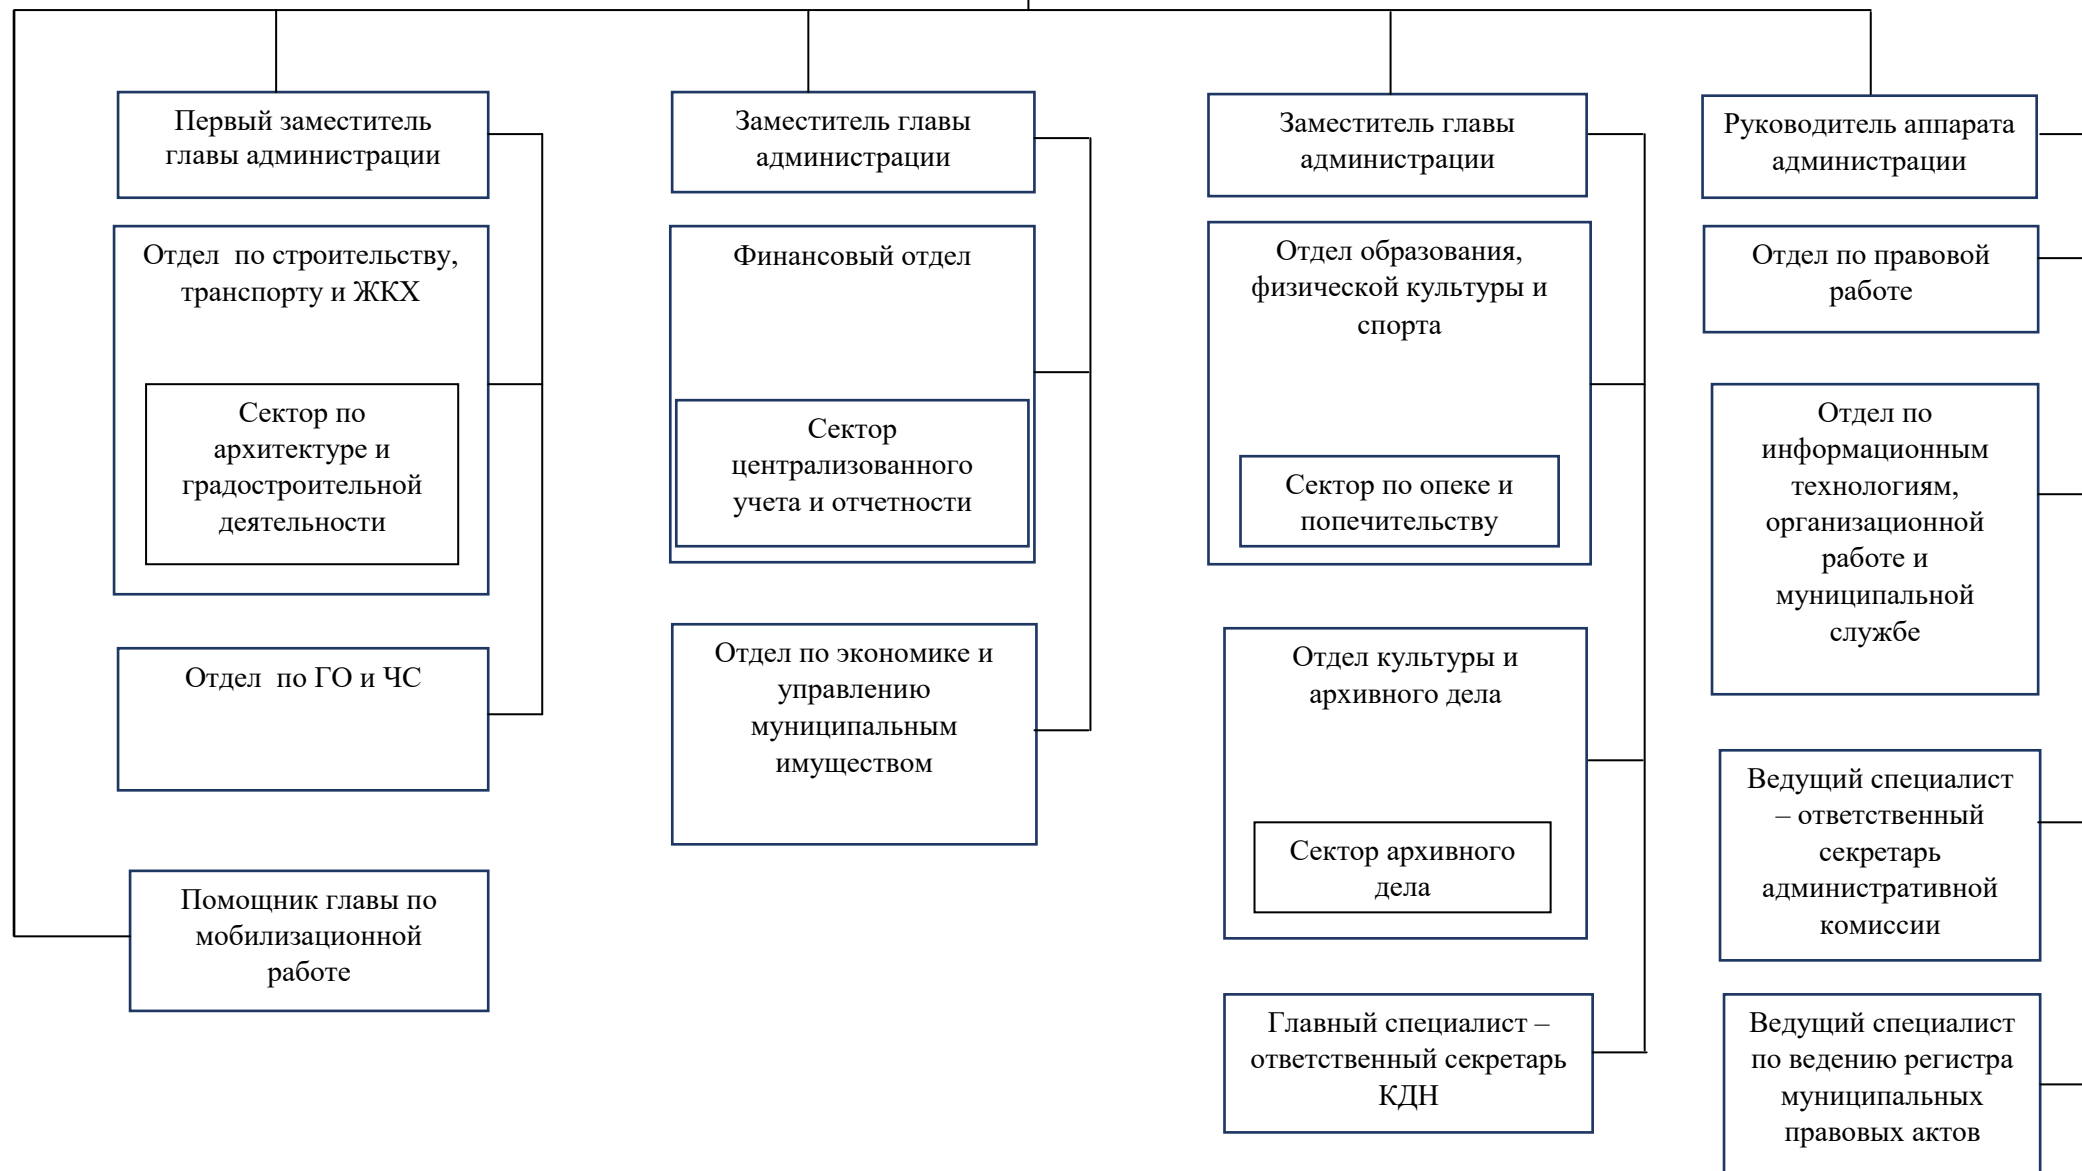 Первый заместитель
главы администрации
Отдел по строительству,
транспорту и ЖКХ
Сектор по
архитектуре и
градостроительной
деятельности
Отдел по ГО и ЧС
Помощник главы по
мобилизационной
работе
Заместитель главы
администрации
Финансовый отдел
Сектор
централизованного
учета и отчетности
Отдел по экономике и
управлению
муниципальным
имуществом
Заместитель главы
администрации
Отдел образования,
физической культуры и
спорта
Сектор по опеке и
попечительству
Отдел культуры и
архивного дела
Сектор архивного
дела
Главный специалист –
ответственный секретарь
КДН
Руководитель аппарата
администрации
Отдел по правовой
работе
Отдел по
информационным
технологиям,
организационной
работе и
муниципальной
службе
Ведущий специалист
– ответственный
секретарь
административной
комиссии
Ведущий специалист
по ведению регистра
муниципальных
правовых актов